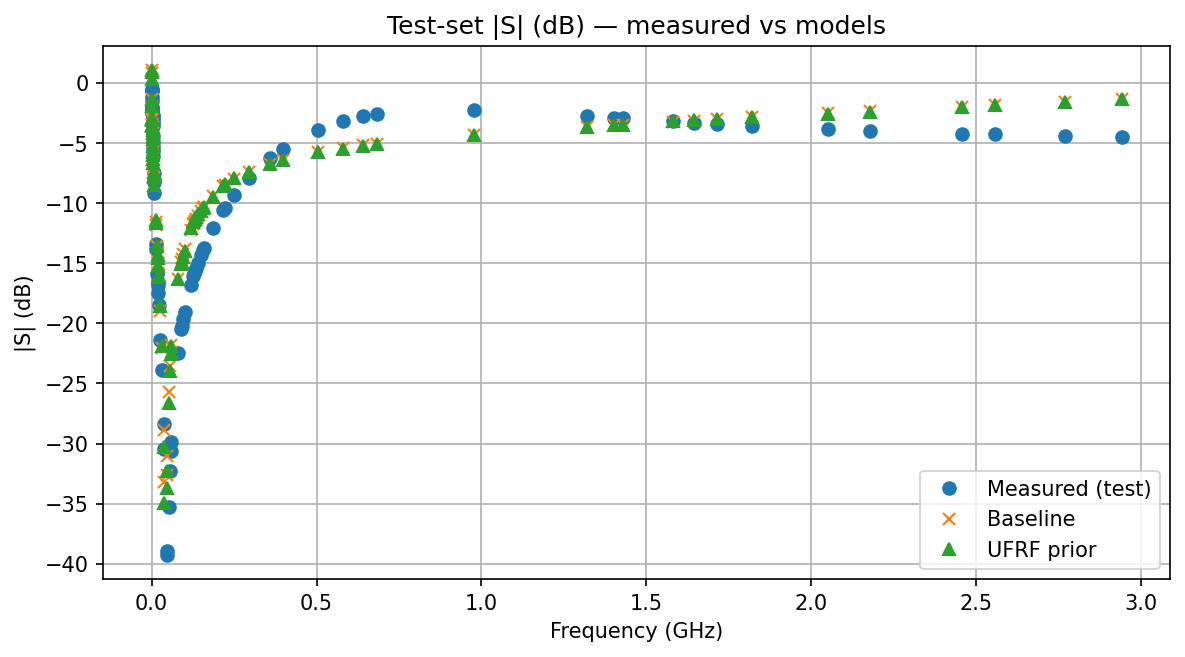 Test-set |S| (dB) — measured vs models
|S| (dB)
0
−5
−10
−15
−20
−25
−30
−35
−40
0.0
0.5
1.0
1.5
2.0
2.5
3.0
Frequency (GHz)
Measured (test)
Baseline
UFRF prior